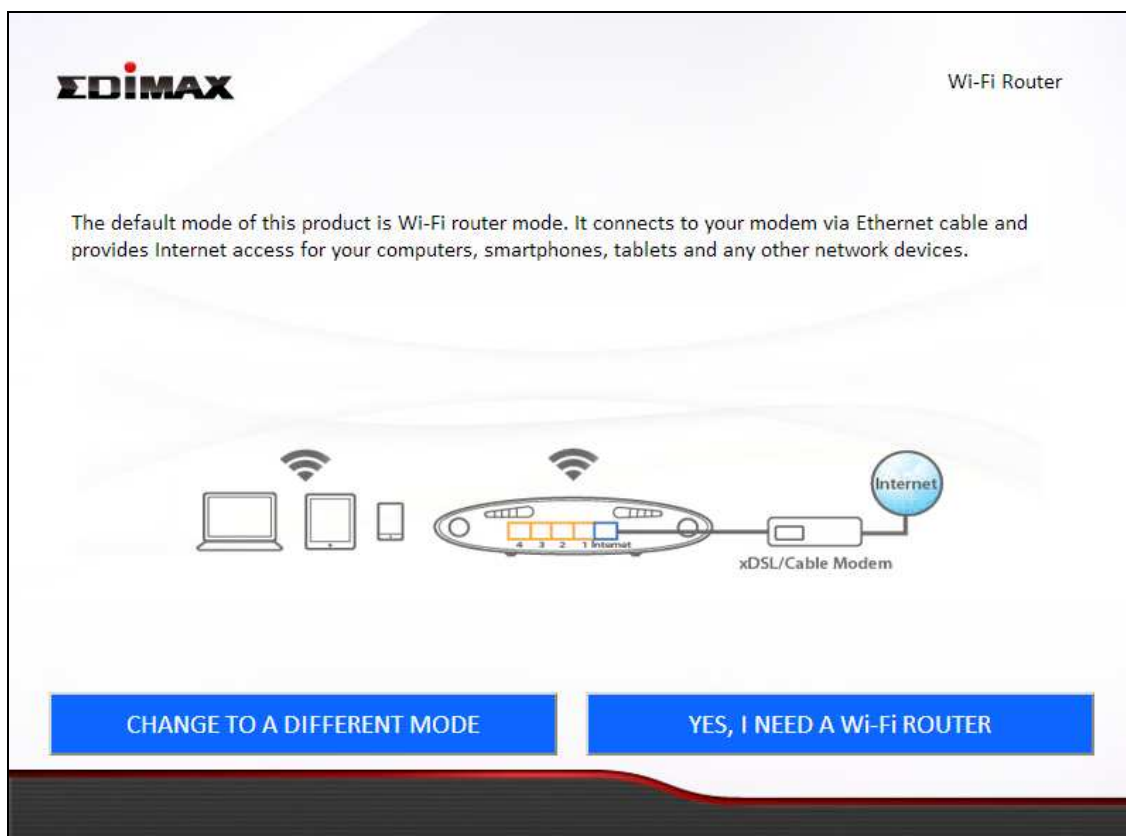 EDIMAX
Wi-Fi Router
The default mode of this product is Wi-Fi router mode. It connects to your modem via Ethernet cable and
provides Internet access for your computers, smartphones, tablets and any other network devices.
Internet
4 3 2 1 Internet
xDSL/Cable Modem
CHANGE TO A DIFFERENT MODE
YES, I NEED A Wi-Fi ROUTER